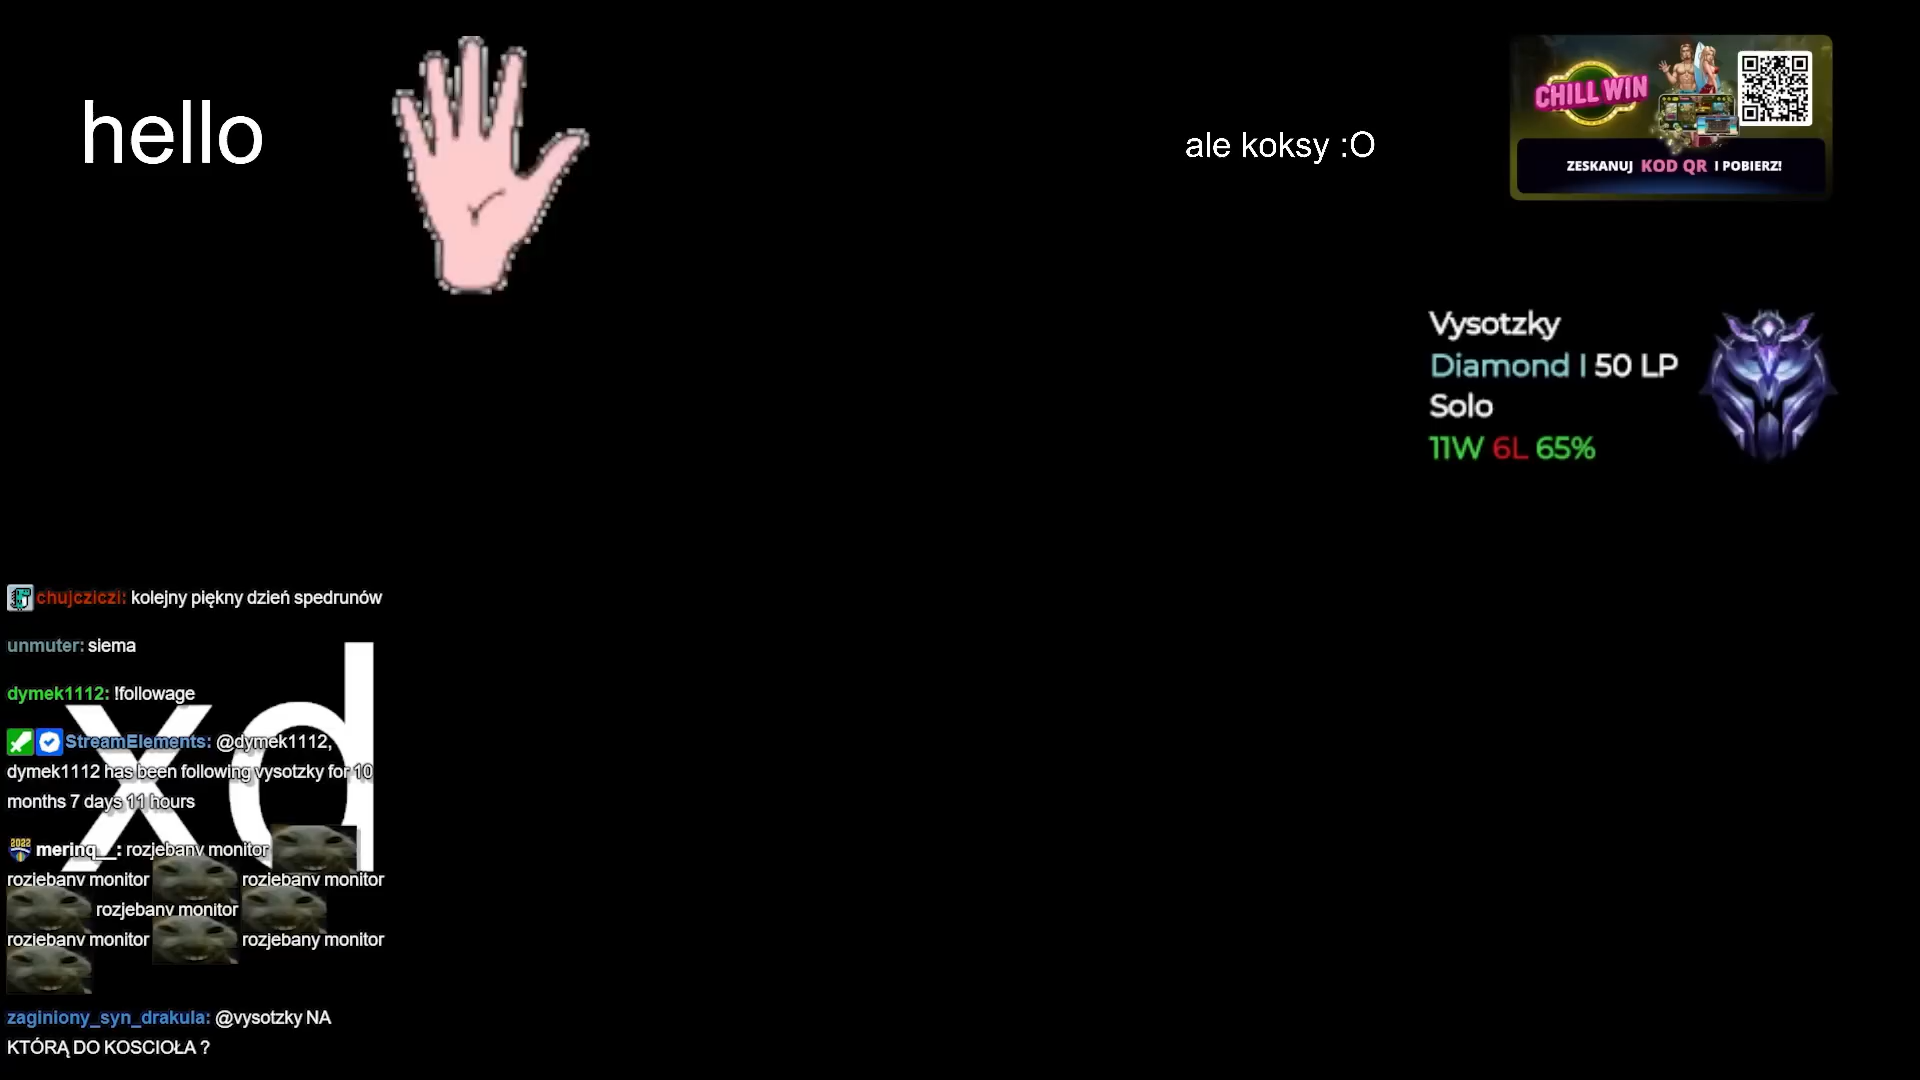 hello
ale koksy :O
CHILL WIN
ZESKANUJ KOD QR I POBIERZ!
Vysotzky
Diamond I 50 LP
Solo
11W 6L 65%
chujcziczi: kolejny piękny dzień spedrunów
unmuter: siema
dymek1112: !followage
xd
StreamElements: @dymek1112,
dymek1112 has been following vysotzky for 10
months 7 days 11 hours
2022
merinq__: rozjebany monitor
rozjebany monitor rozjebany monitor
rozjebany monitor
rozjebany monitor rozjebany monitor
zaginiony_syn_drakula: @vysotzky NA
KTÓRĄ DO KOSCIOŁA ?